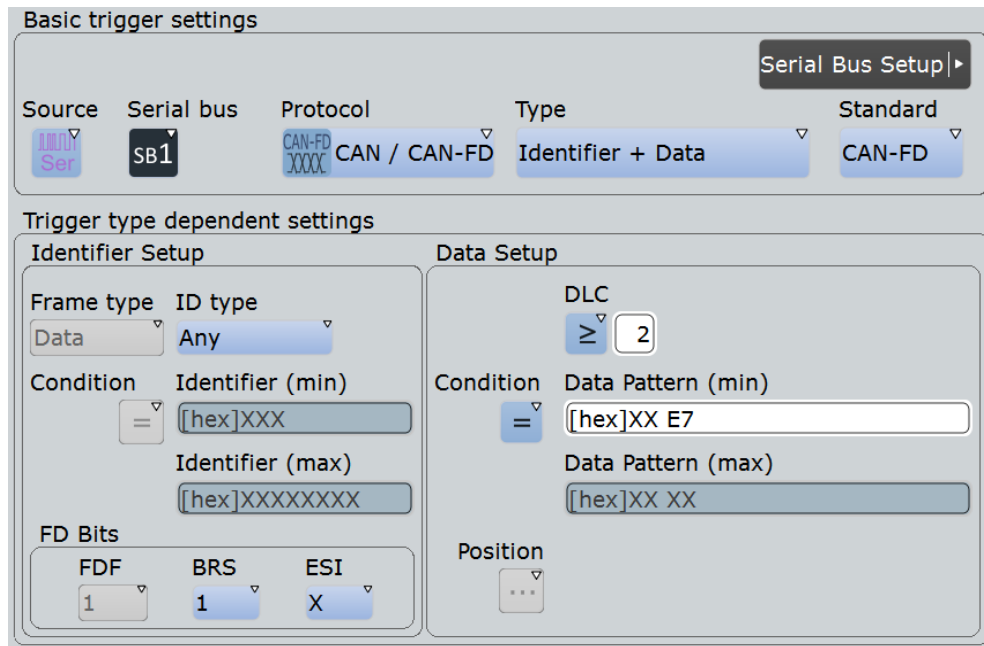 Basic trigger settings
Serial Bus Setup
Source Serial bus Protocol Type Standard
Ser SB1 CAN-FD XXXX CAN / CAN-FD Identifier + Data CAN-FD
Trigger type dependent settings
Identifier Setup Data Setup
Frame type ID type DLC
Data Any ≥ 2
Condition Identifier (min) Condition Data Pattern (min)
= [hex]XXX = [hex]XX E7
Identifier (max) Data Pattern (max)
[hex]XXXXXXXX [hex]XX XX
FD Bits Position
FDF BRS ESI ...
1 1 X